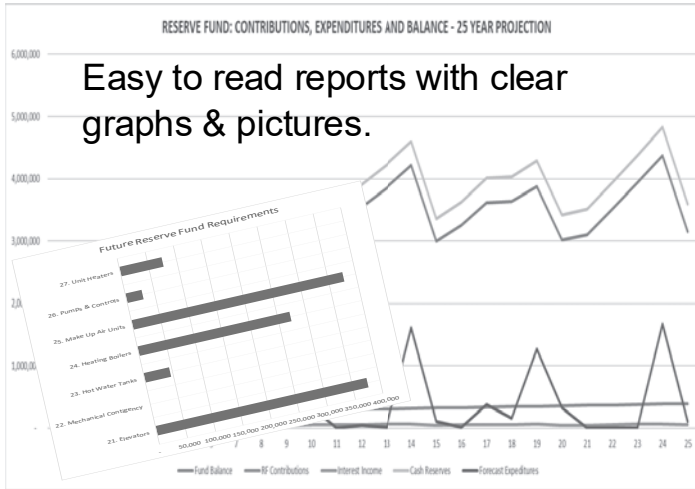 RESERVE FUND: CONTRIBUTIONS, EXPENDITURES AND BALANCE - 25 YEAR PROJECTION
6,000,000
Easy to read reports with clear
graphs & pictures.
5,000,000
4,000,000
3,000,000
1,000,00
Future Reserve Fund Requirements
27. Unit Heaters
26. Pumps & Controls
25. Make Up Air Units
24. Heating Boilers
23. Hot Water Tanks
22. Mechanical Contigency
21. Elevators
50,000 100,000 150,000 200,000 250,000 300,000 350,000 400,000
7 8 9 10 11 12 13 14 15 16 17 18 19 20 21 22 23 24 25
Fund Balance RF Contributions Interest Income Cash Reserves Forecast Expenditures